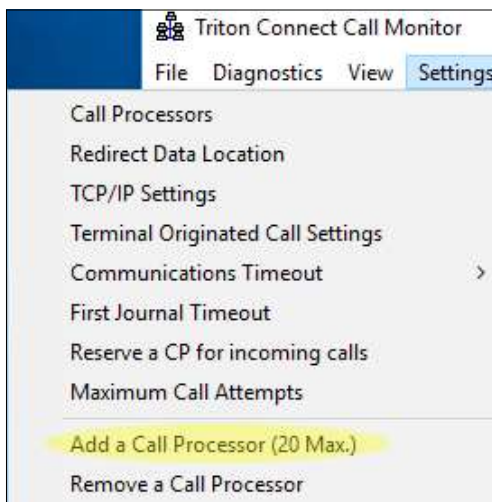 Triton Connect Call Monitor
File Diagnostics View Settings
Call Processors
Redirect Data Location
TCP/IP Settings
Terminal Originated Call Settings
Communications Timeout >
First Journal Timeout
Reserve a CP for incoming calls
Maximum Call Attempts
Add a Call Processor (20 Max.)
Remove a Call Processor